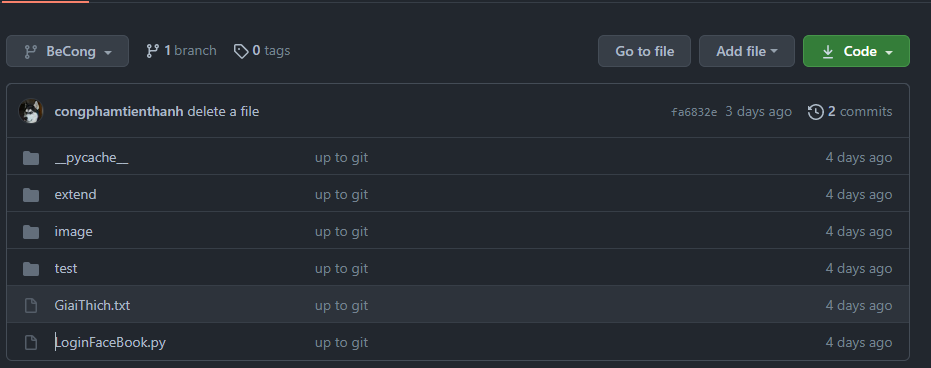 BeCong 1 branch 0 tags Go to file Add file Code
congphamtienthanh delete a file fa6832e 3 days ago 2 commits
__pycache__ up to git 4 days ago
extend up to git 4 days ago
image up to git 4 days ago
test up to git 4 days ago
GiaiThich.txt up to git 4 days ago
LoginFaceBook.py up to git 4 days ago